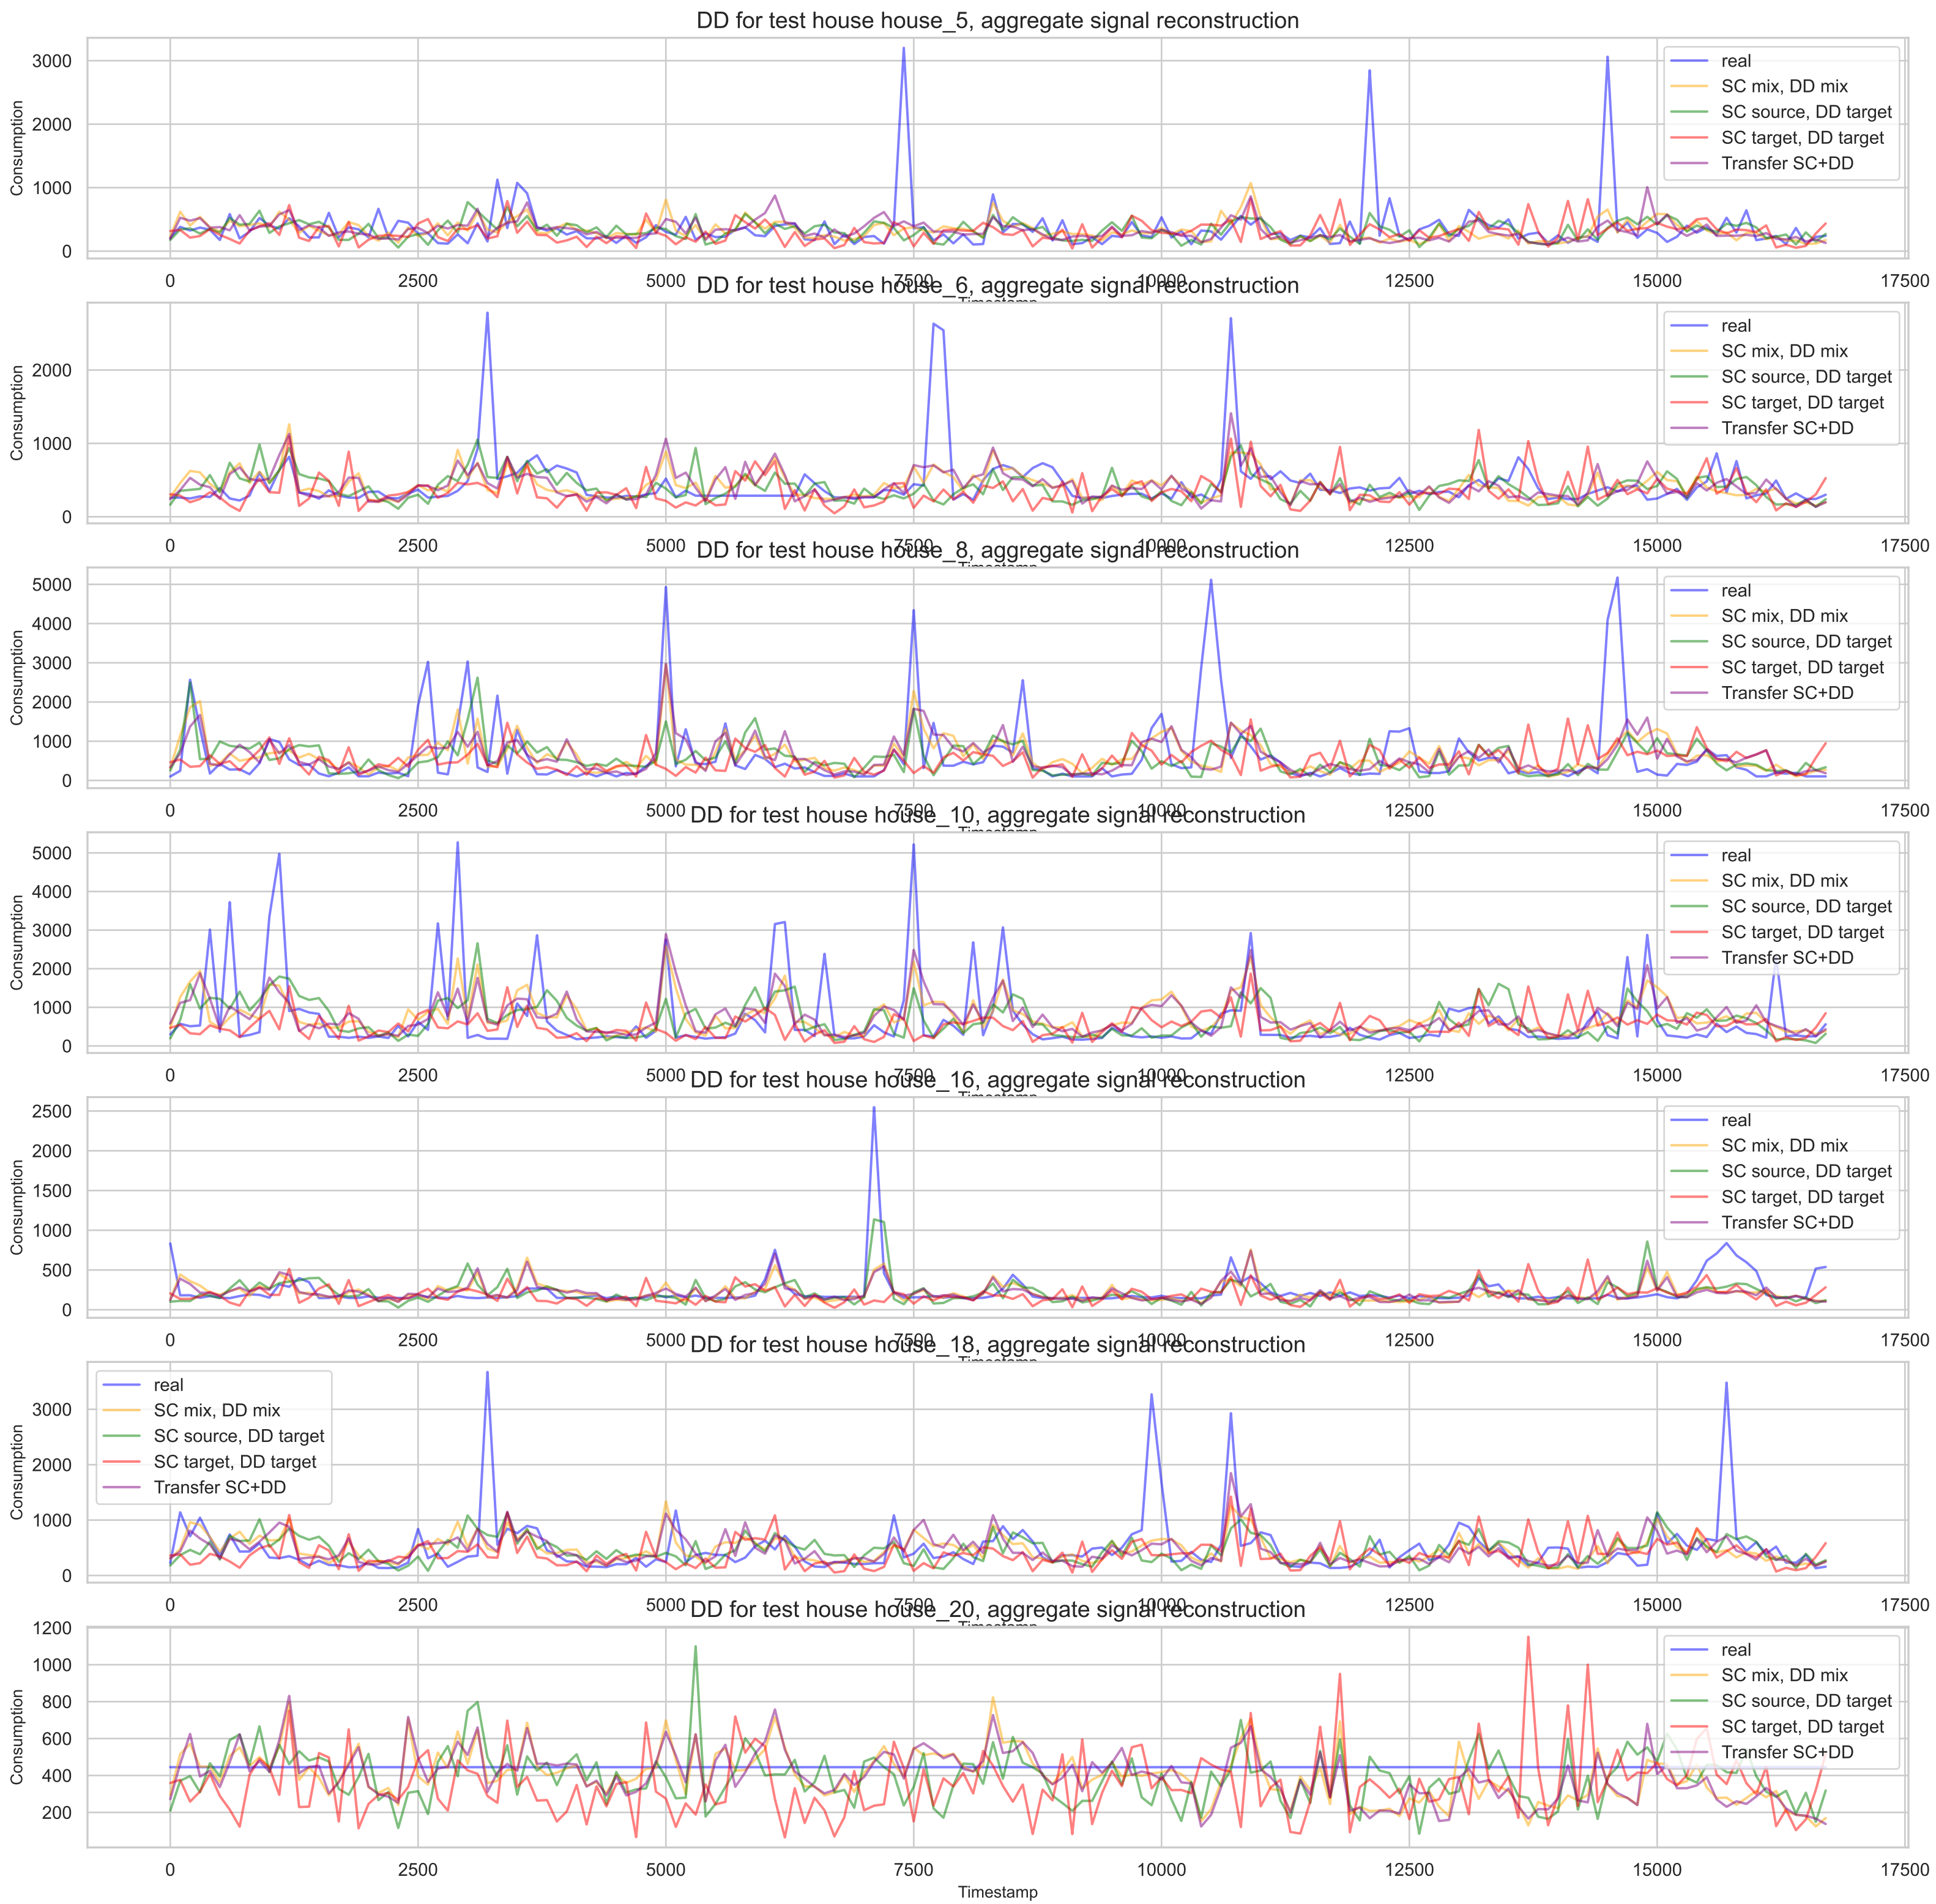 DD for test house house_5, aggregate signal reconstruction
Consumption
3000
2000
1000
0
real
SC mix, DD mix
SC source, DD target
SC target, DD target
Transfer SC+DD
0 2500 5000 7500 10000 12500 15000 17500
Timestamp
DD for test house house_6, aggregate signal reconstruction
Consumption
2000
1000
0
real
SC mix, DD mix
SC source, DD target
SC target, DD target
Transfer SC+DD
0 2500 5000 7500 10000 12500 15000 17500
Timestamp
DD for test house house_8, aggregate signal reconstruction
Consumption
5000
4000
3000
2000
1000
0
real
SC mix, DD mix
SC source, DD target
SC target, DD target
Transfer SC+DD
0 2500 5000 7500 10000 12500 15000 17500
Timestamp
DD for test house house_10, aggregate signal reconstruction
Consumption
5000
4000
3000
2000
1000
0
real
SC mix, DD mix
SC source, DD target
SC target, DD target
Transfer SC+DD
0 2500 5000 7500 10000 12500 15000 17500
Timestamp
DD for test house house_16, aggregate signal reconstruction
Consumption
2500
2000
1500
1000
500
0
real
SC mix, DD mix
SC source, DD target
SC target, DD target
Transfer SC+DD
0 2500 5000 7500 10000 12500 15000 17500
Timestamp
DD for test house house_18, aggregate signal reconstruction
Consumption
3000
2000
1000
0
real
SC mix, DD mix
SC source, DD target
SC target, DD target
Transfer SC+DD
0 2500 5000 7500 10000 12500 15000 17500
Timestamp
DD for test house house_20, aggregate signal reconstruction
Consumption
1200
1000
800
600
400
200
real
SC mix, DD mix
SC source, DD target
SC target, DD target
Transfer SC+DD
0 2500 5000 7500 10000 12500 15000 17500
Timestamp